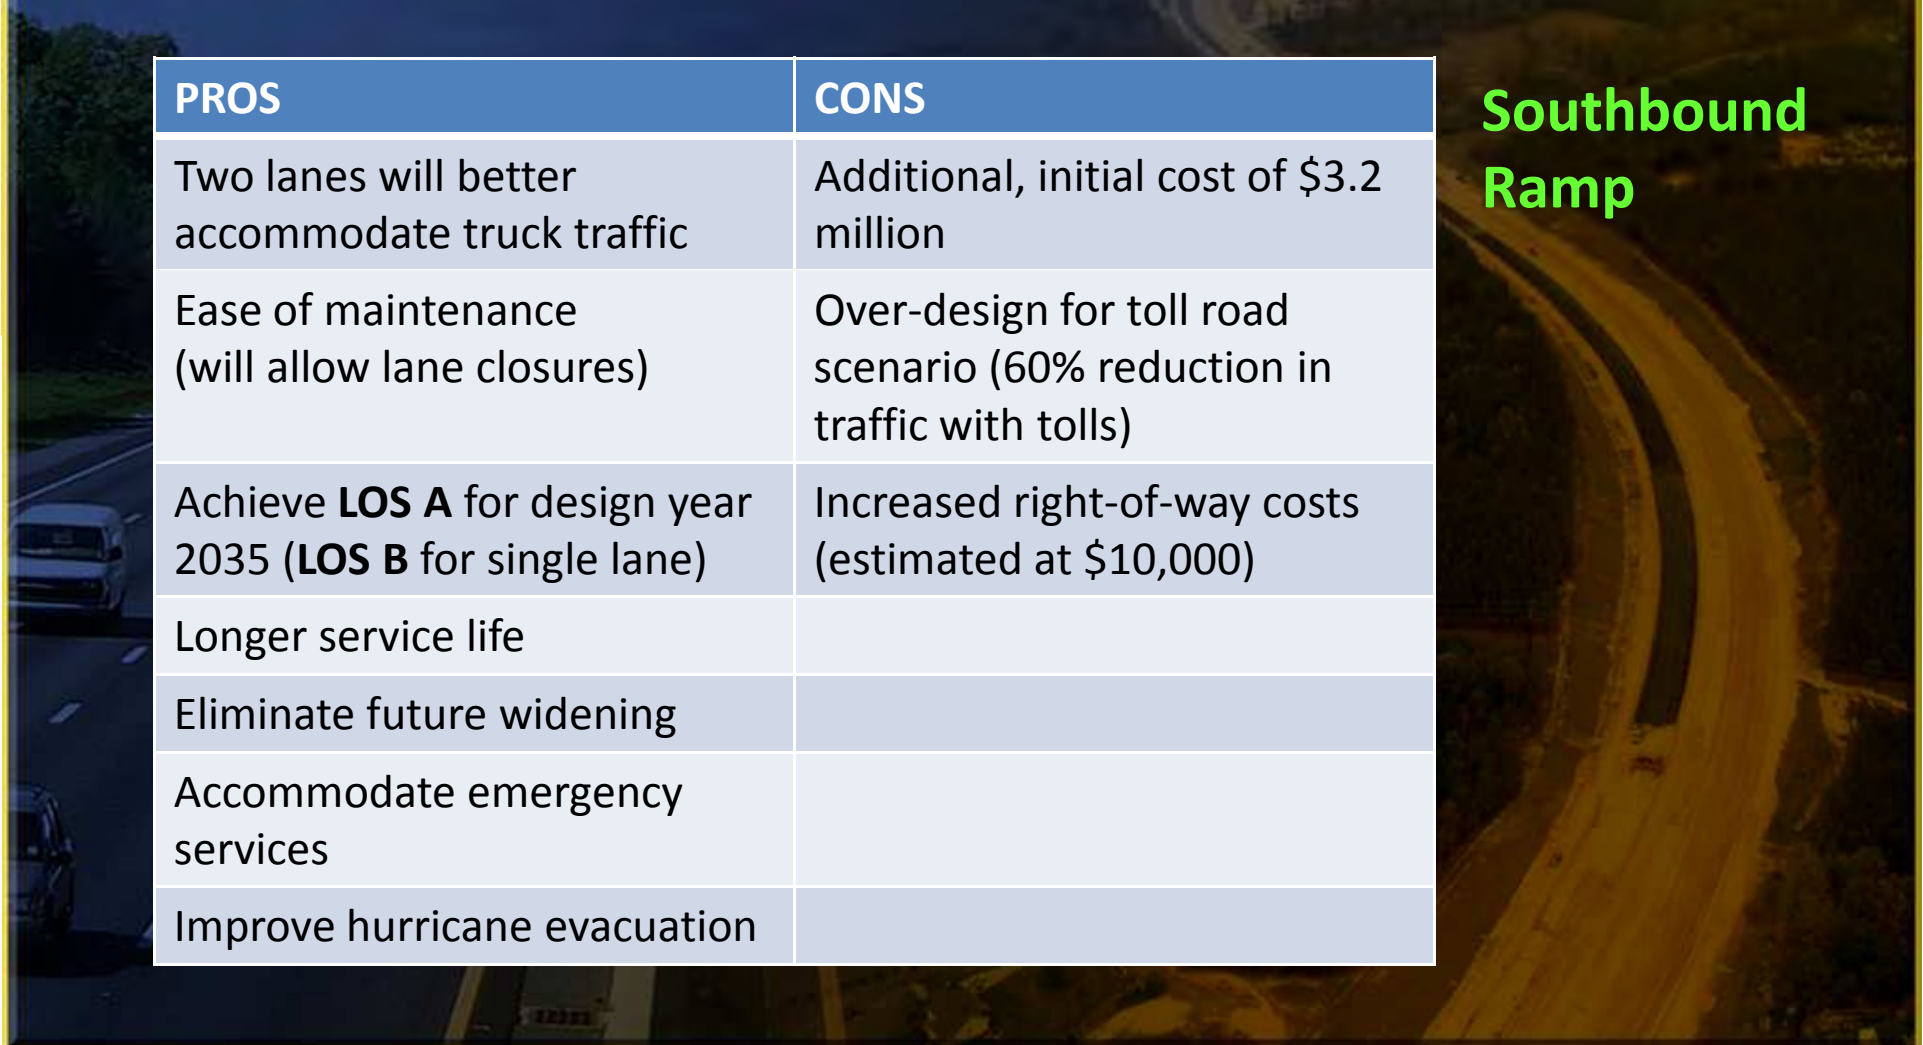 PROS
CONS
Two lanes will better
accommodate truck traffic
Additional, initial cost of $3.2
million
Ease of maintenance
(will allow lane closures)
Over-design for toll road
scenario (60% reduction in
traffic with tolls)
Achieve LOS A for design year
2035 (LOS B for single lane)
Increased right-of-way costs
(estimated at $10,000)
Longer service life
Eliminate future widening
Accommodate emergency
services
Improve hurricane evacuation
Southbound
Ramp